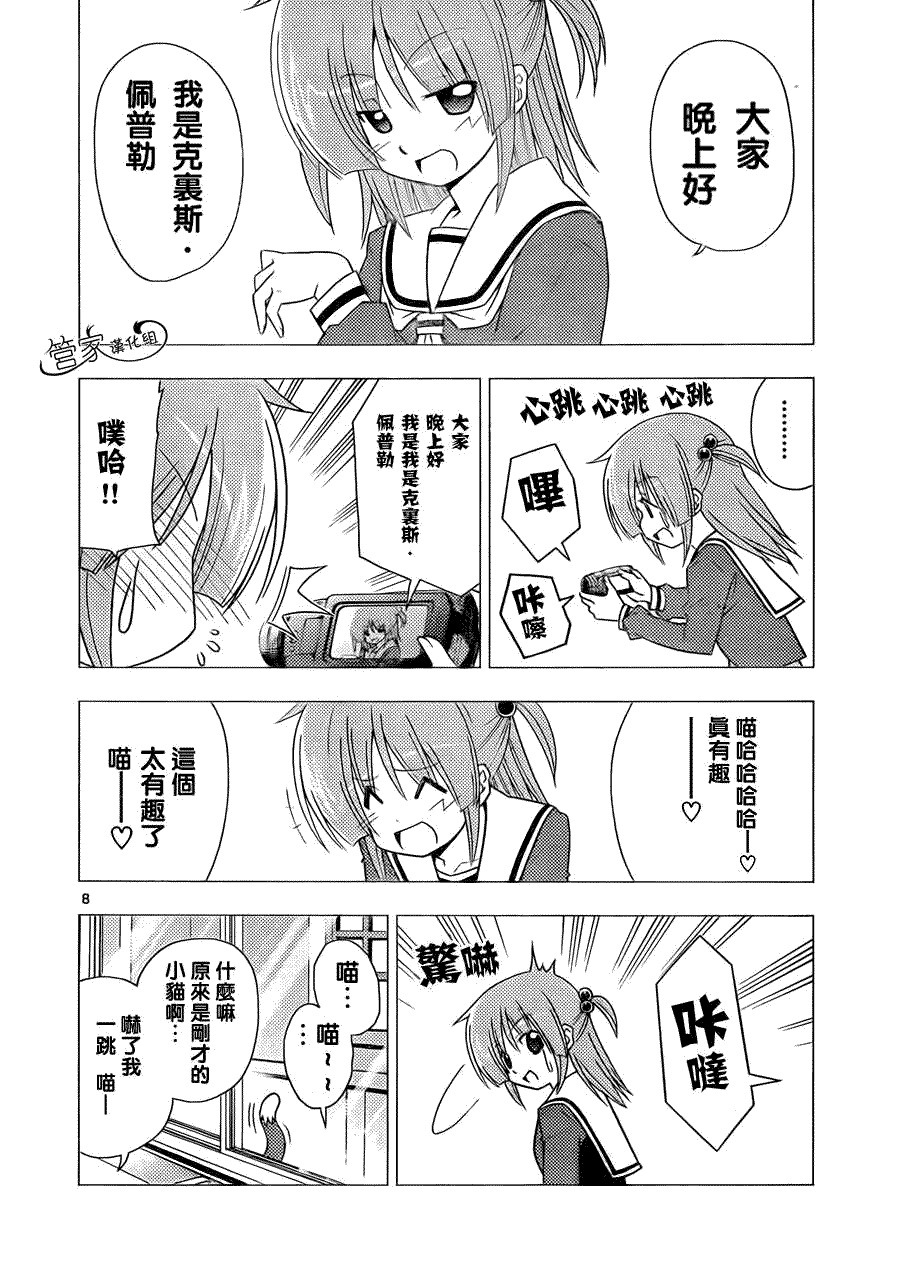 大家
晚上好
我是克裏斯．
佩普勒
管家漢化組
………
心跳 心跳 心跳
嗶
咔嚓
大家
晚上好
我是我是克裏斯．
佩普勒
噗哈!!
喵哈哈哈哈—♡
真有趣
——♡
這個
太有趣了
喵——♡
8
咔噠
驚嚇
喵…
喵~~
什麼嘛
原來是剛才的
小貓啊…
嚇了我
一跳 喵—